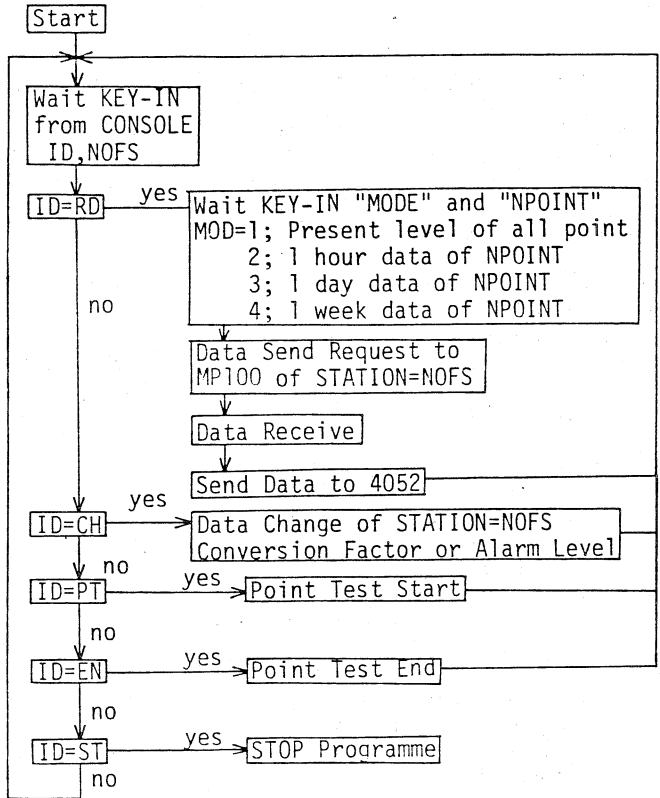 Start
Wait KEY-IN
from CONSOLE
ID,NOFS
ID=RD
yes
Wait KEY-IN "MODE" and "NPOINT"
MOD=1; Present level of all point
2; 1 hour data of NPOINT
3; 1 day data of NPOINT
4; 1 week data of NPOINT
no
Data Send Request to
MP100 of STATION=NOFS
Data Receive
Send Data to 4052
ID=CH
yes
Data Change of STATION=NOFS
Conversion Factor or Alarm Level
no
ID=PT
yes
Point Test Start
no
ID=EN
yes
Point Test End
no
ID=ST
yes
STOP Programme
no